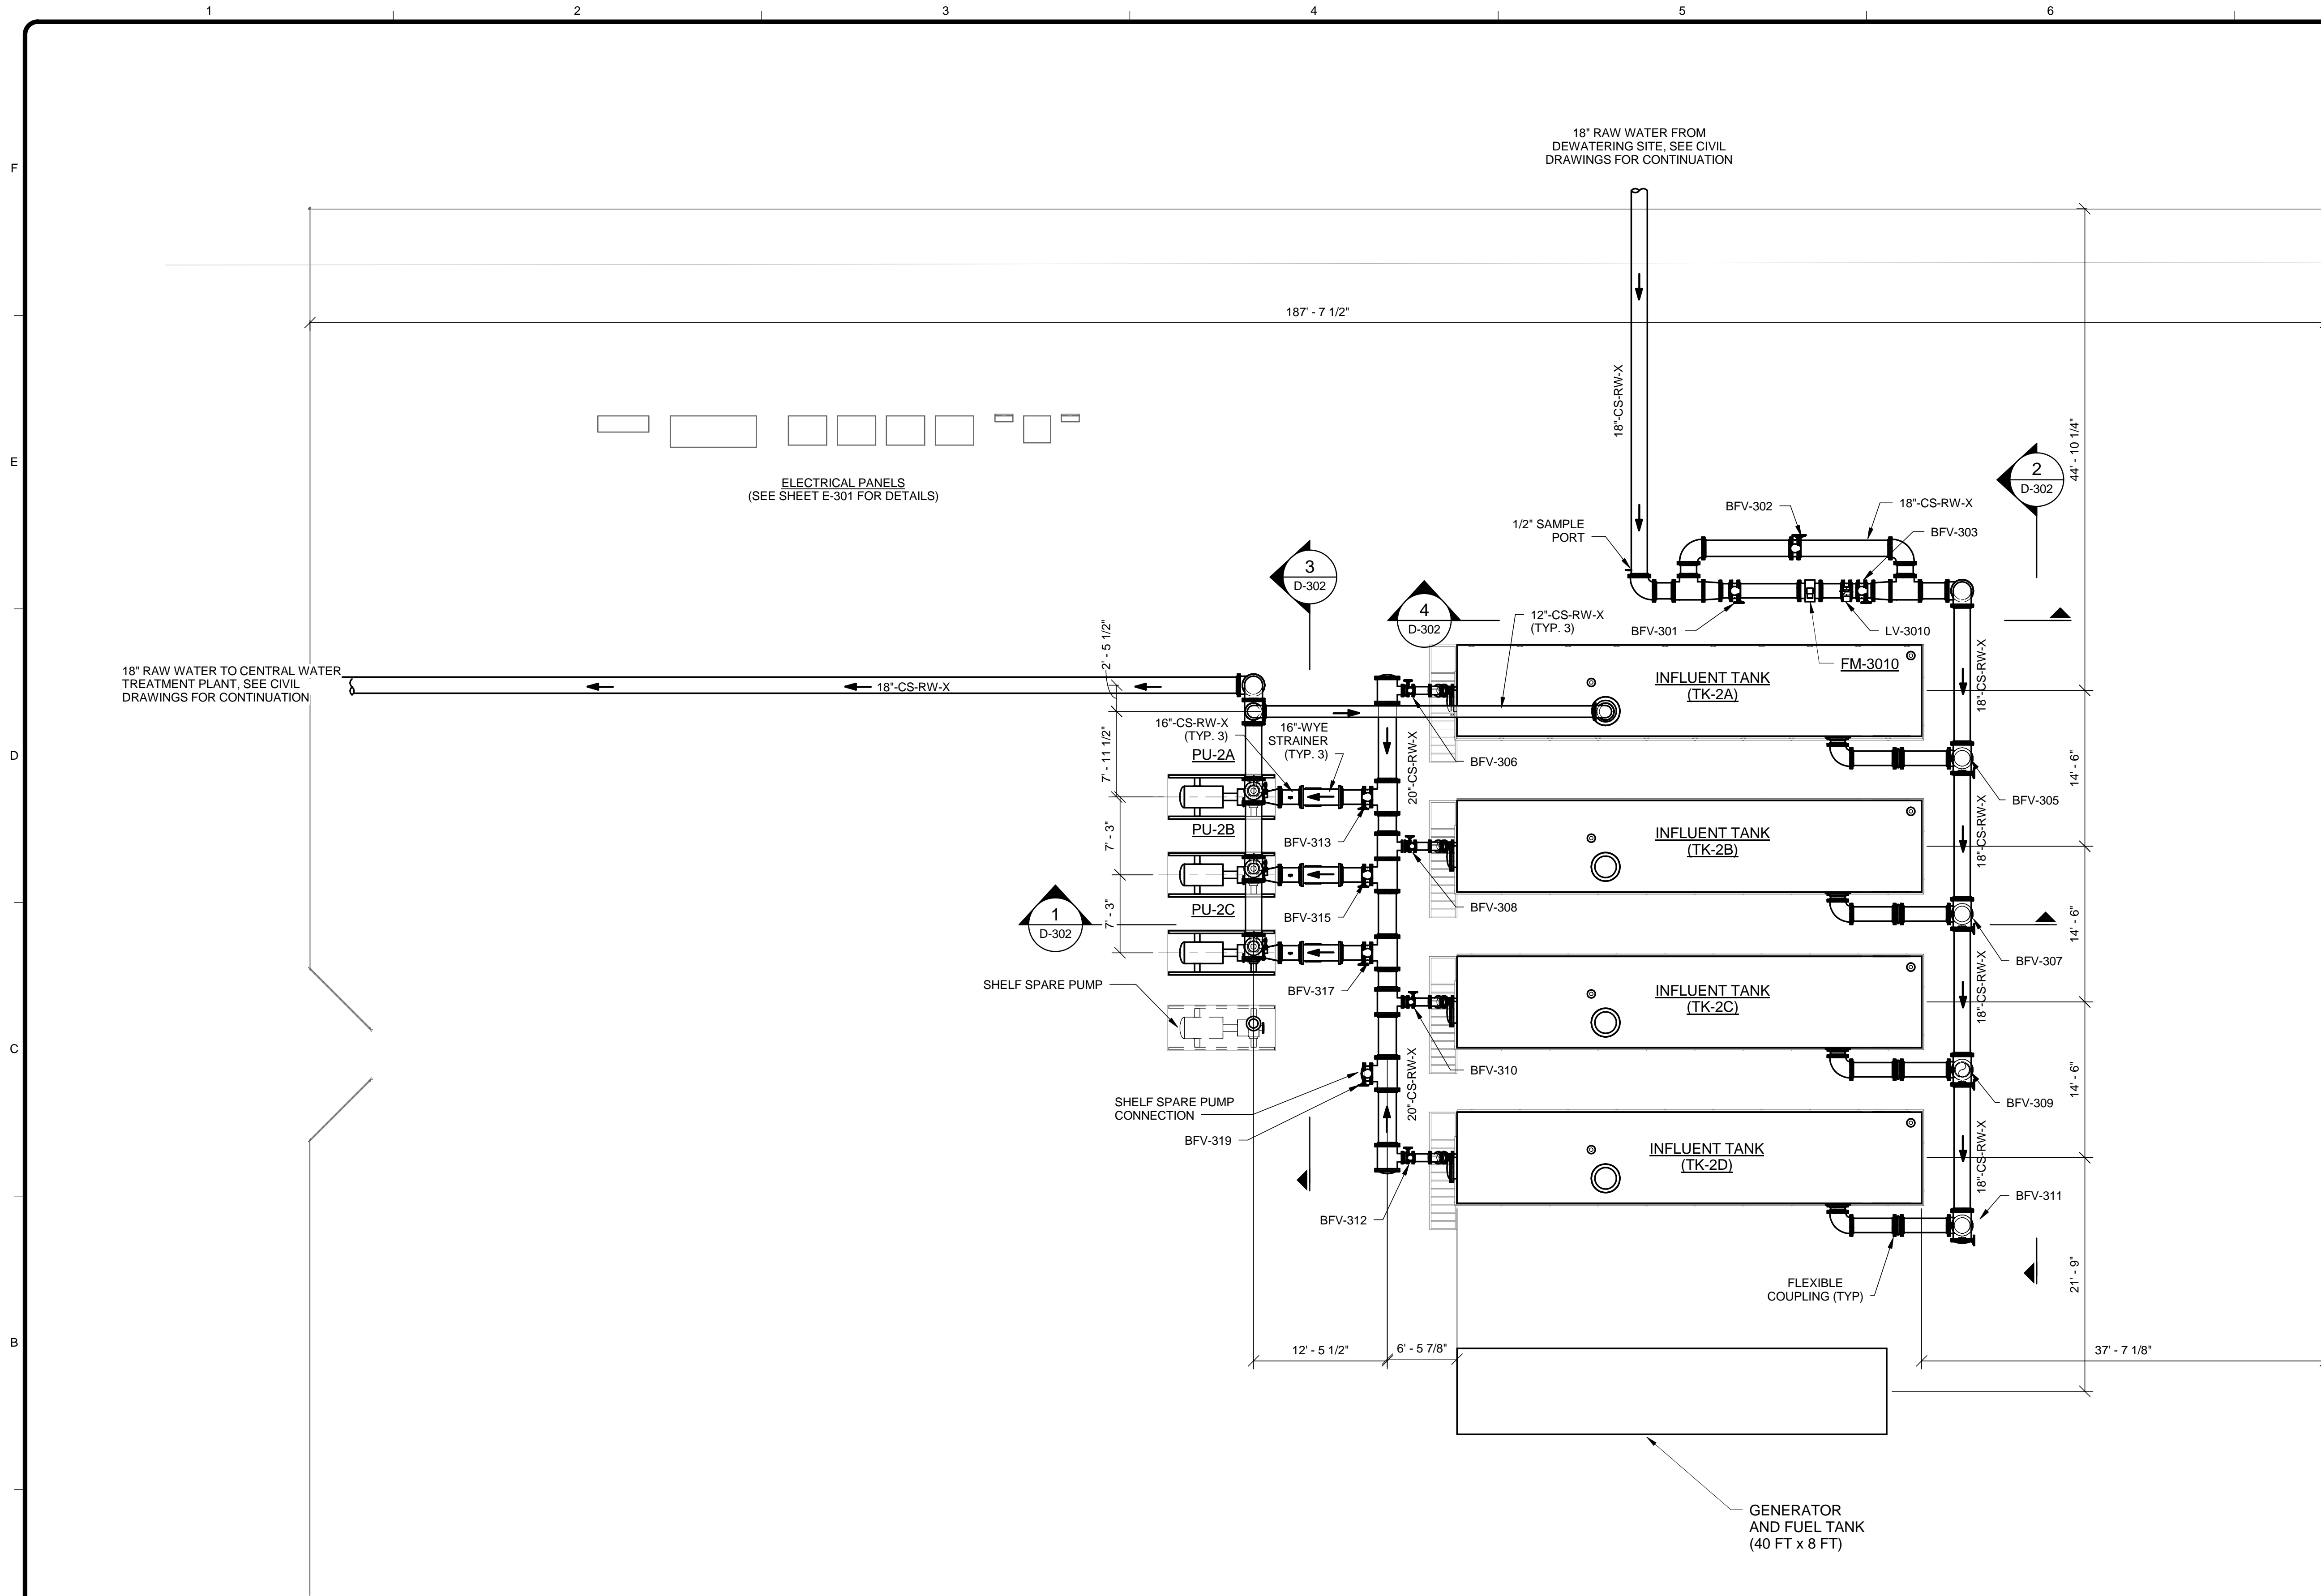 1
2
3
4
5
6
F
18" RAW WATER FROM
DEWATERING SITE, SEE CIVIL
DRAWINGS FOR CONTINUATION
187' - 7 1/2"
18"-CS-RW-X
44' - 10 1/4"
E
ELECTRICAL PANELS
(SEE SHEET E-301 FOR DETAILS)
2
D-302
BFV-302
18"-CS-RW-X
1/2" SAMPLE
PORT
BFV-303
3
D-302
4
D-302
12"-CS-RW-X
(TYP. 3)
BFV-301
LV-3010
FM-3010
2' - 5 1/2"
18" RAW WATER TO CENTRAL WATER
TREATMENT PLANT, SEE CIVIL
DRAWINGS FOR CONTINUATION
18"-CS-RW-X
INFLUENT TANK
(TK-2A)
18"-CS-RW-X
16"-CS-RW-X
(TYP. 3)
16"-WYE
STRAINER
(TYP. 3)
D
PU-2A
7' - 11 1/2"
20"-CS-RW-X
BFV-306
14' - 6"
BFV-305
PU-2B
7' - 3"
BFV-313
INFLUENT TANK
(TK-2B)
18"-CS-RW-X
PU-2C
7' - 3"
BFV-315
BFV-308
1
D-302
14' - 6"
BFV-307
SHELF SPARE PUMP
BFV-317
INFLUENT TANK
(TK-2C)
18"-CS-RW-X
C
BFV-310
20"-CS-RW-X
14' - 6"
SHELF SPARE PUMP
CONNECTION
BFV-309
BFV-319
INFLUENT TANK
(TK-2D)
18"-CS-RW-X
BFV-311
BFV-312
FLEXIBLE
COUPLING (TYP)
21' - 9"
B
12' - 5 1/2"
6' - 5 7/8"
37' - 7 1/8"
GENERATOR
AND FUEL TANK
(40 FT x 8 FT)